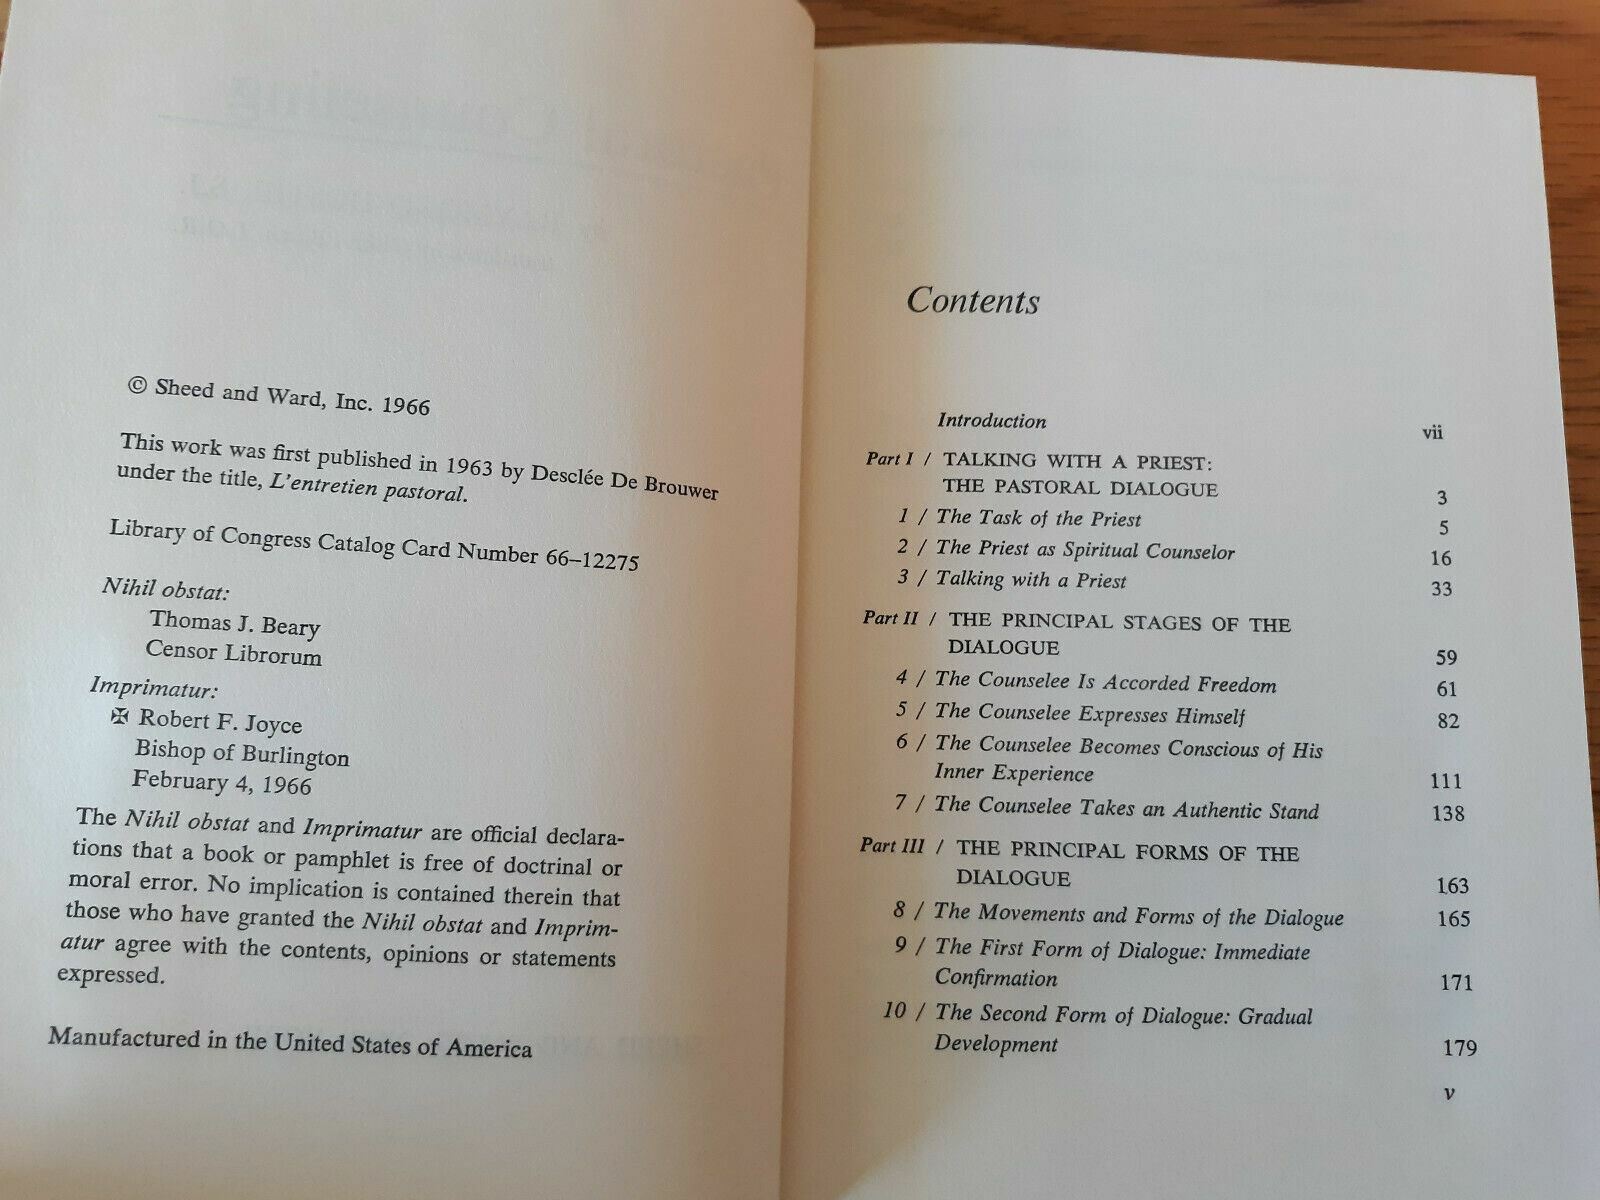 © Sheed and Ward, Inc. 1966
This work was first published in 1963 by Desclée De Brouwer
under the title, L'entretien pastoral.
Library of Congress Catalog Card Number 66–12275
Nihil obstat:
Thomas J. Beary
Censor Librorum
Imprimatur:
✠ Robert F. Joyce
Bishop of Burlington
February 4, 1966
The Nihil obstat and Imprimatur are official declara-
tions that a book or pamphlet is free of doctrinal or
moral error. No implication is contained therein that
those who have granted the Nihil obstat and Imprim-
atur agree with the contents, opinions or statements
expressed.
Manufactured in the United States of America
Contents
Introduction vii
Part I / TALKING WITH A PRIEST:
THE PASTORAL DIALOGUE 3
1 / The Task of the Priest 5
2 / The Priest as Spiritual Counselor 16
3 / Talking with a Priest 33
Part II / THE PRINCIPAL STAGES OF THE
DIALOGUE 59
4 / The Counselee Is Accorded Freedom 61
5 / The Counselee Expresses Himself 82
6 / The Counselee Becomes Conscious of His
Inner Experience 111
7 / The Counselee Takes an Authentic Stand 138
Part III / THE PRINCIPAL FORMS OF THE
DIALOGUE 163
8 / The Movements and Forms of the Dialogue 165
9 / The First Form of Dialogue: Immediate
Confirmation 171
10 / The Second Form of Dialogue: Gradual
Development 179
v